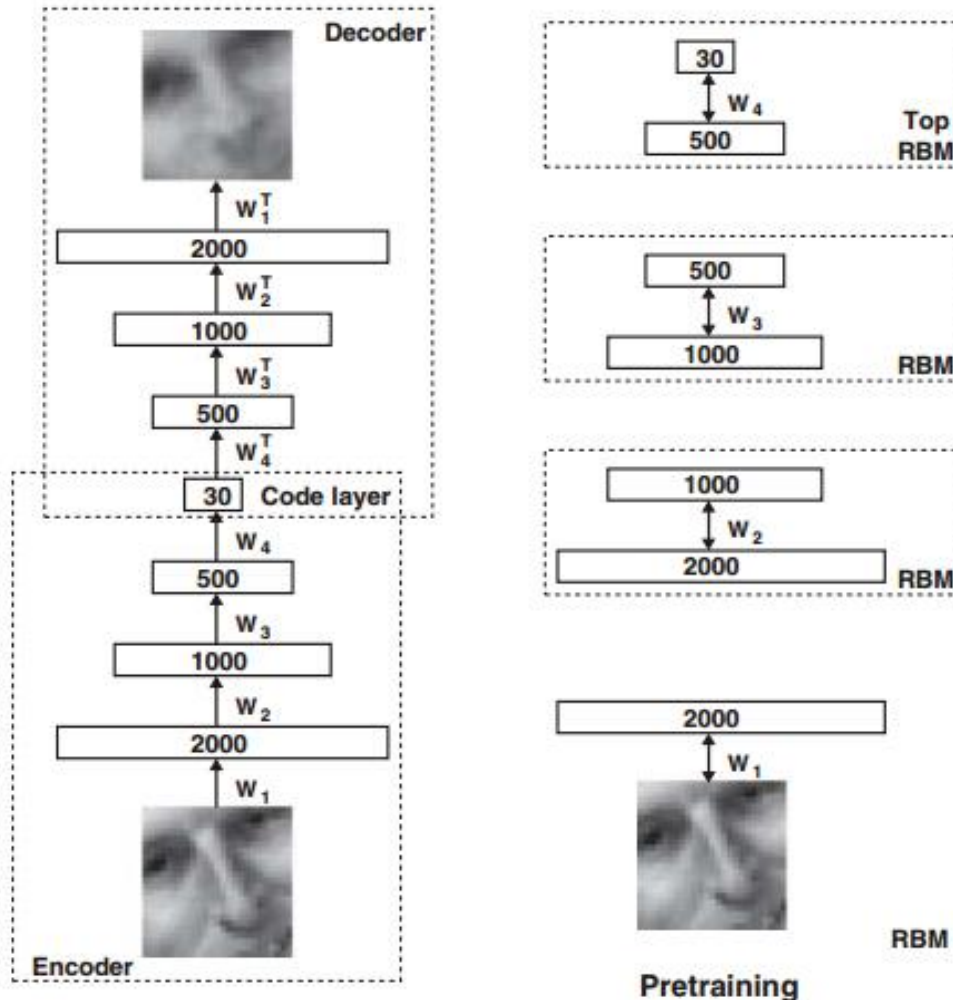 Decoder
W1T
2000
W2T
1000
W3T
500
W4T
30 Code layer
W4
500
W3
1000
W2
2000
W1
Encoder
30
W4
500
Top
RBM
500
W3
1000
RBM
1000
W2
2000
RBM
2000
W1
RBM
Pretraining